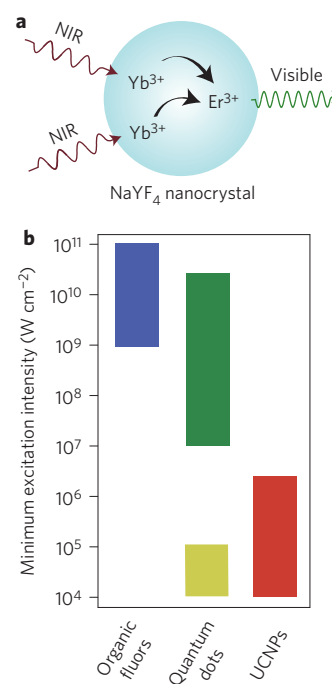 a
NIR
Yb³⁺
Er³⁺
Visible
NIR
Yb³⁺
NaYF₄ nanocrystal
b
Minimum excitation intensity (W cm⁻²)
10¹¹
10¹⁰
10⁹
10⁸
10⁷
10⁶
10⁵
10⁴
Organic
fluors
Quantum
dots
UCNPs